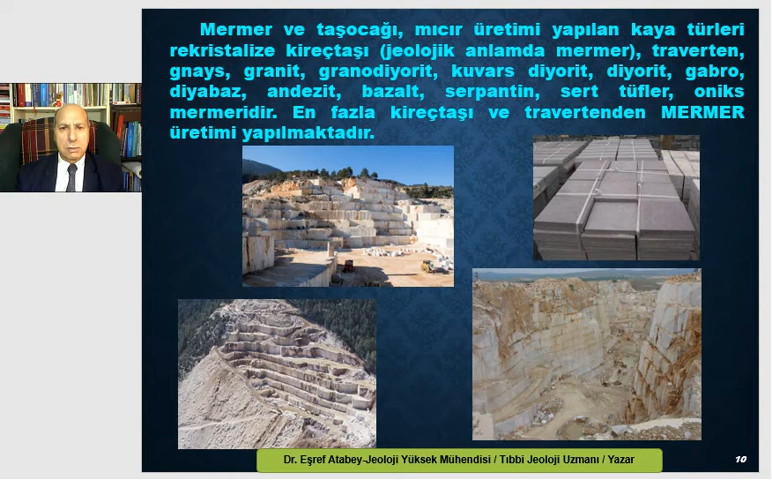 Mermer ve taşocağı, mıcır üretimi yapılan kaya türleri
rekristalize kireçtaşı (jeolojik anlamda mermer), traverten,
gnays, granit, granodiyorit, kuvars diyorit, diyorit, gabro,
diyabaz, andezit, bazalt, serpantin, sert tüfler, oniks
mermeridir. En fazla kireçtaşı ve travertenden MERMER
üretimi yapılmaktadır.
Dr. Eşref Atabey-Jeoloji Yüksek Mühendisi / Tıbbi Jeoloji Uzmanı / Yazar
10